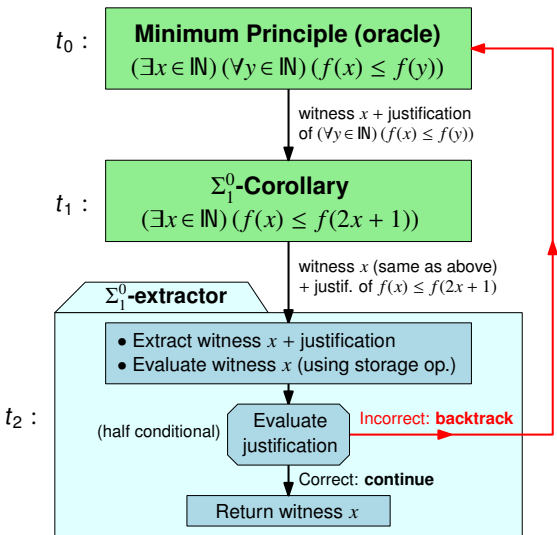 t₀ :
Minimum Principle (oracle)
(∃x ∈ ℕ) (∀y ∈ ℕ) (f(x) ≤ f(y))
witness x + justification
of (∀y ∈ ℕ) (f(x) ≤ f(y))
t₁ :
Σ⁰₁-Corollary
(∃x ∈ ℕ) (f(x) ≤ f(2x + 1))
witness x (same as above)
+ justif. of f(x) ≤ f(2x + 1)
Σ⁰₁-extractor
t₂ :
• Extract witness x + justification
• Evaluate witness x (using storage op.)
(half conditional)
Evaluate
justification
Incorrect: backtrack
Correct: continue
Return witness x